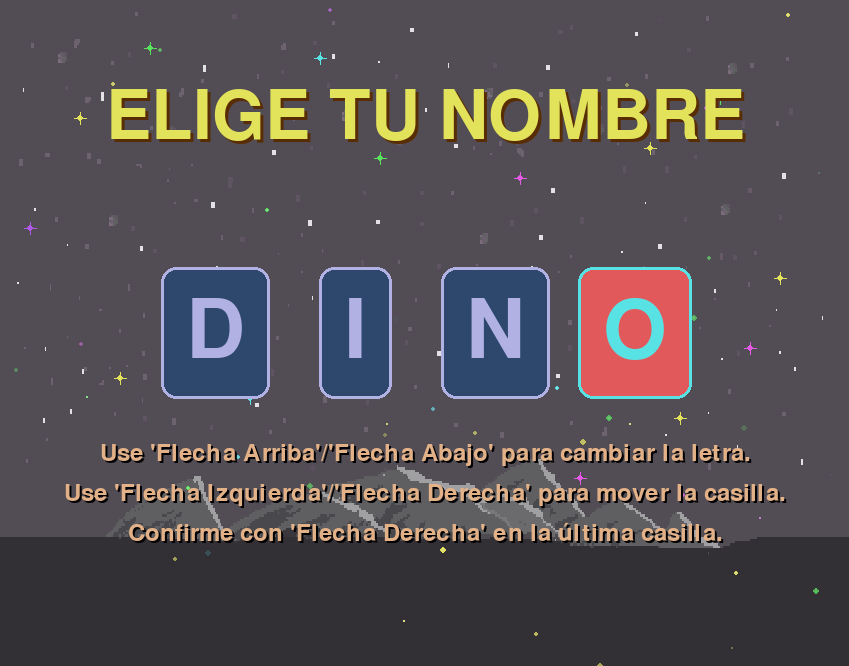 ELIGE TU NOMBRE
D I N O
Use 'Flecha Arriba'/'Flecha Abajo' para cambiar la letra.
Use 'Flecha Izquierda'/'Flecha Derecha' para mover la casilla.
Confirme con 'Flecha Derecha' en la última casilla.